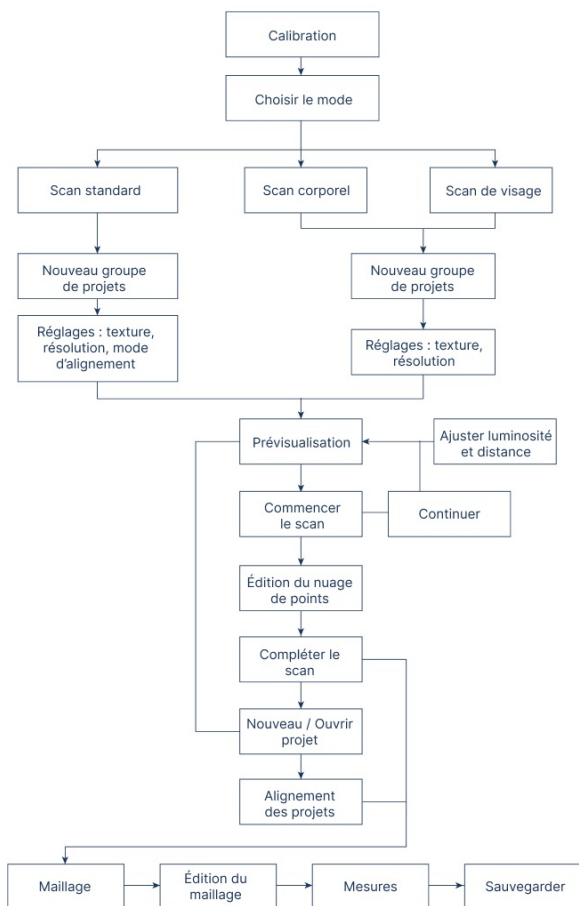 Calibration
Choisir le mode
Scan standard
Scan corporel
Scan de visage
Nouveau groupe
de projets
Nouveau groupe
de projets
Réglages : texture,
résolution, mode
d’alignement
Réglages : texture,
résolution
Prévisualisation
Ajuster luminosité
et distance
Commencer
le scan
Continuer
Édition du nuage
de points
Compléter le
scan
Nouveau / Ouvrir
projet
Alignement
des projets
Maillage
Édition du
maillage
Mesures
Sauvegarder